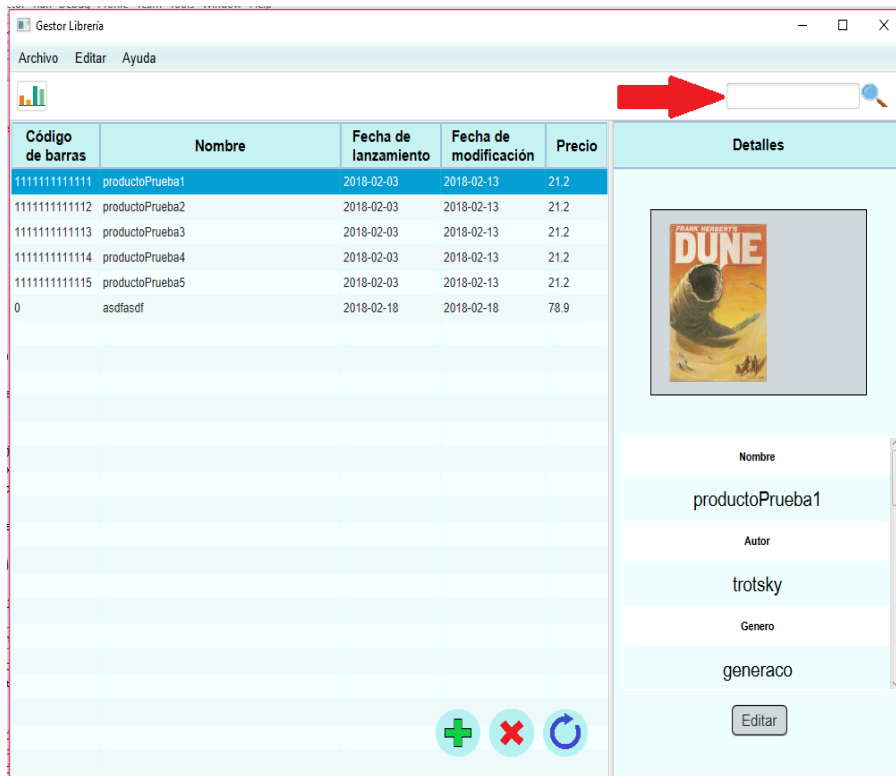 Gestor Librería
Archivo Editar Ayuda
Código de barras Nombre Fecha de lanzamiento Fecha de modificación Precio
1111111111111 productoPrueba1 2018-02-03 2018-02-13 21.2
1111111111112 productoPrueba2 2018-02-03 2018-02-13 21.2
1111111111113 productoPrueba3 2018-02-03 2018-02-13 21.2
1111111111114 productoPrueba4 2018-02-03 2018-02-13 21.2
1111111111115 productoPrueba5 2018-02-03 2018-02-13 21.2
0 asdfasdf 2018-02-18 2018-02-18 78.9
Detalles
FRANK HERBERT'S
DUNE
Nombre
productoPrueba1
Autor
trotsky
Genero
generaco
Editar